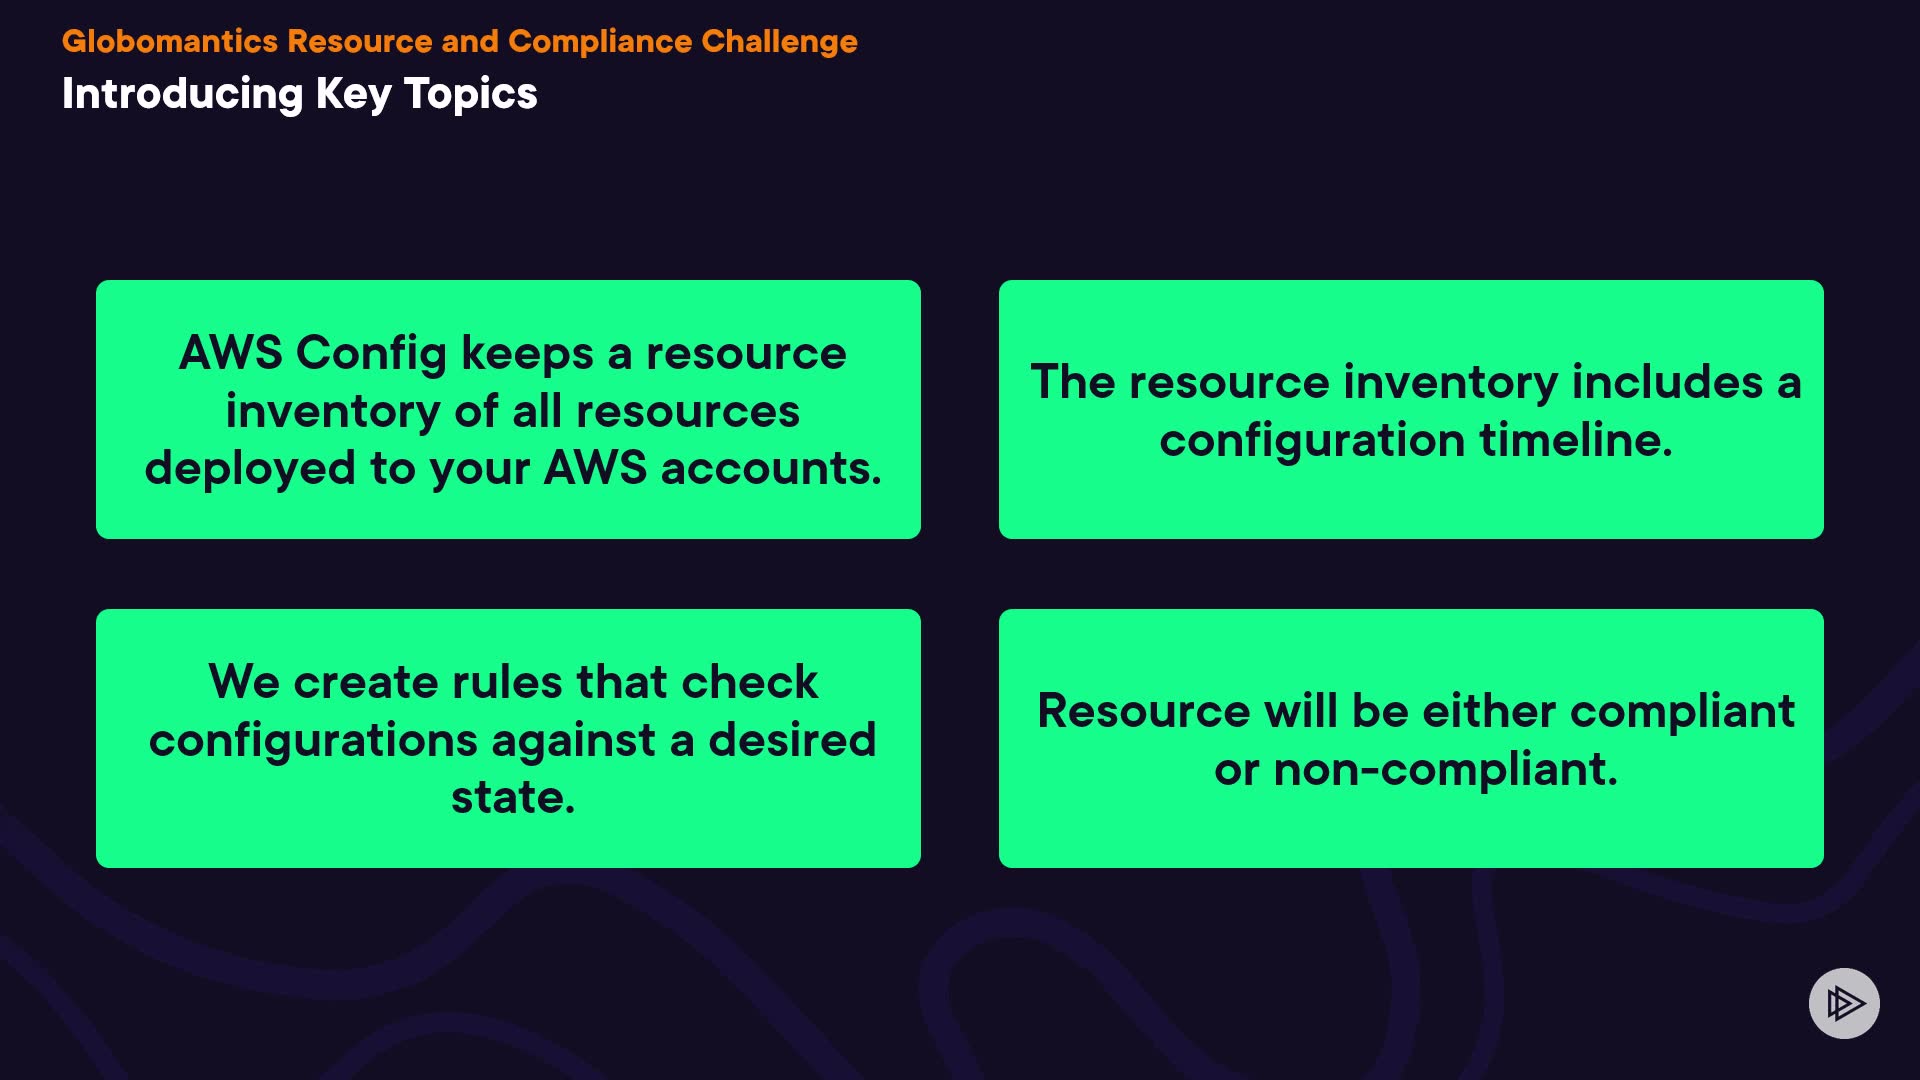 Globomantics Resource and Compliance Challenge
Introducing Key Topics
AWS Config keeps a resource
inventory of all resources
deployed to your AWS accounts.
The resource inventory includes a
configuration timeline.
We create rules that check
configurations against a desired
state.
Resource will be either compliant
or non-compliant.